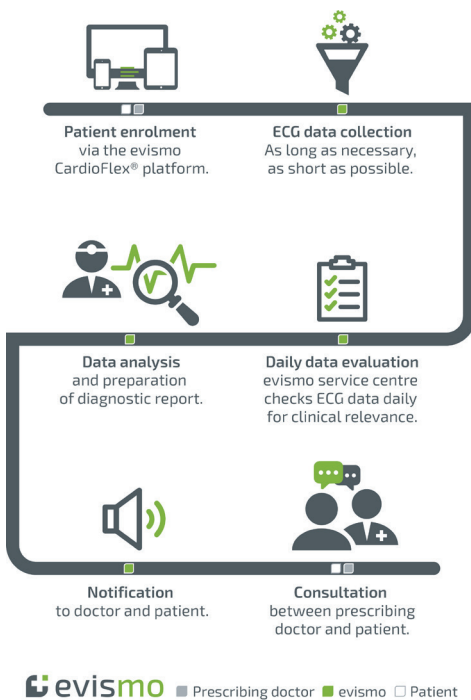 Patient enrolment
via the evismo
CardioFlex® platform.
ECG data collection
As long as necessary,
as short as possible.
Data analysis
and preparation
of diagnostic report.
Daily data evaluation
evismo service centre
checks ECG data daily
for clinical relevance.
Notification
to doctor and patient.
Consultation
between prescribing
doctor and patient.
evismo Prescribing doctor evismo Patient